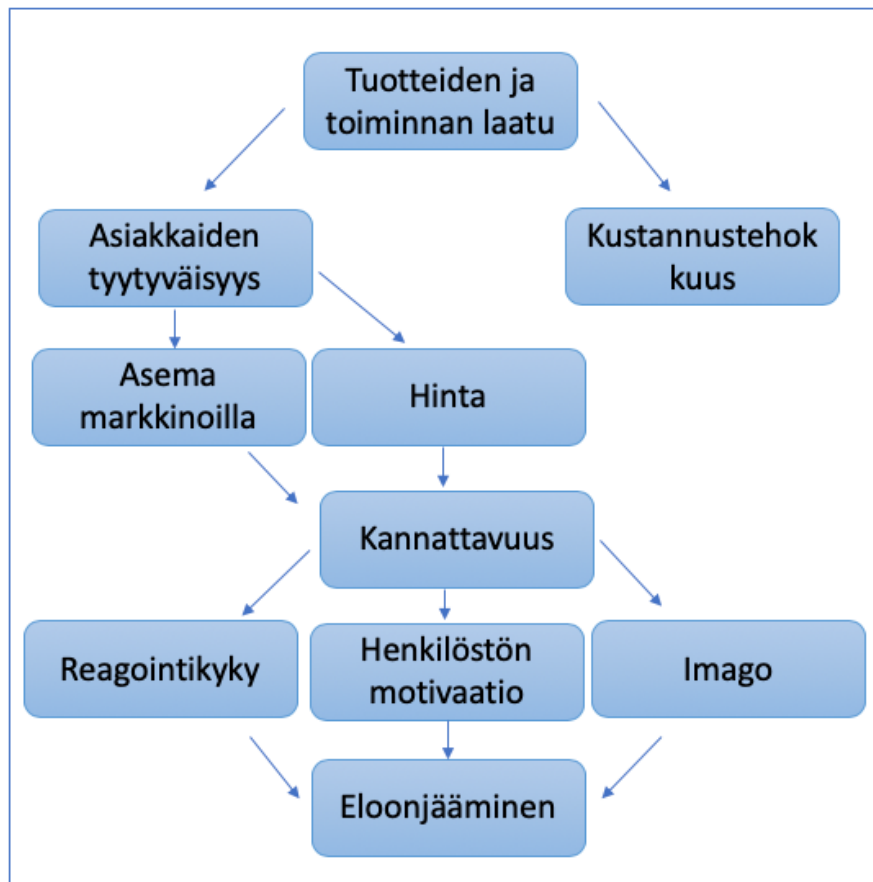 Tuotteiden ja
toiminnan laatu
Asiakkaiden
tyytyväisyys
Kustannustehok
kuus
Asema
markkinoilla
Hinta
Kannattavuus
Reagointikyky
Henkilöstön
motivaatio
Imago
Eloonjääminen